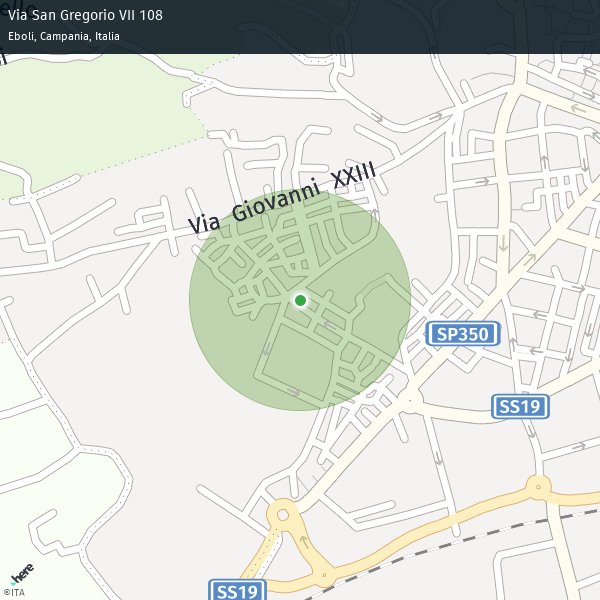 Via San Gregorio VII 108
Eboli, Campania, Italia
Via Giovanni XXIII
SP350
SS19
SS19
here
©ITA